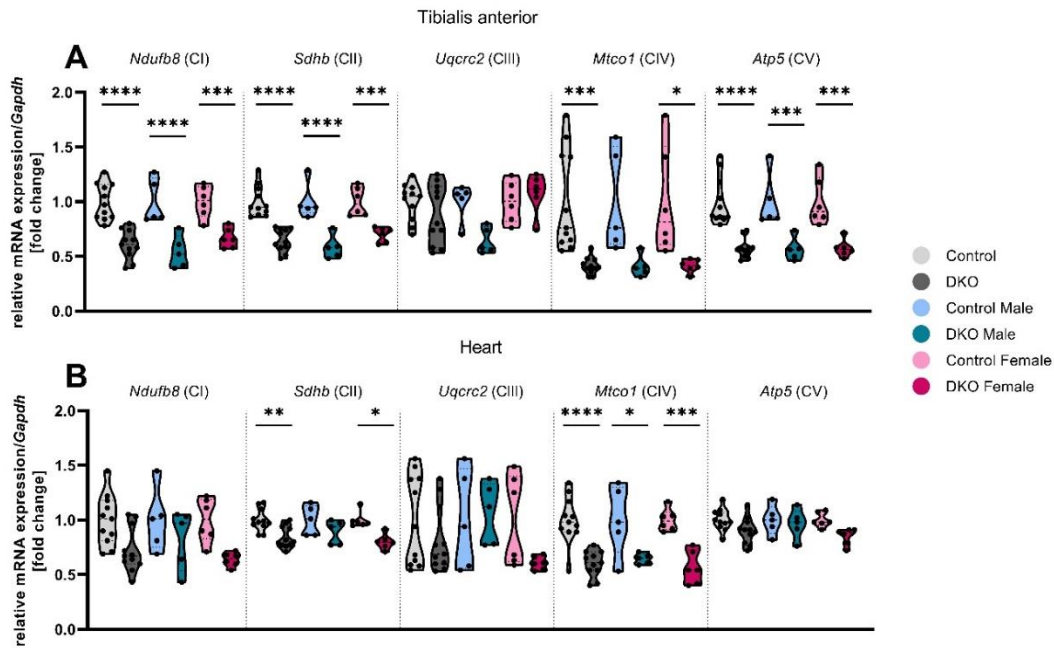 Tibialis anterior
A
Ndufb8 (CI) Sdhb (CII) Uqcrc2 (CIII) Mtco1 (CIV) Atp5 (CV)
relative mRNA expression/Gapdh
[fold change]
2.0
1.5
1.0
0.5
0.0
**** *** **** *** *** * **** ***
**** **** ***
Control
DKO
Control Male
DKO Male
Control Female
DKO Female
Heart
B
Ndufb8 (CI) Sdhb (CII) Uqcrc2 (CIII) Mtco1 (CIV) Atp5 (CV)
relative mRNA expression/Gapdh
[fold change]
2.0
1.5
1.0
0.5
0.0
** * **** * ***